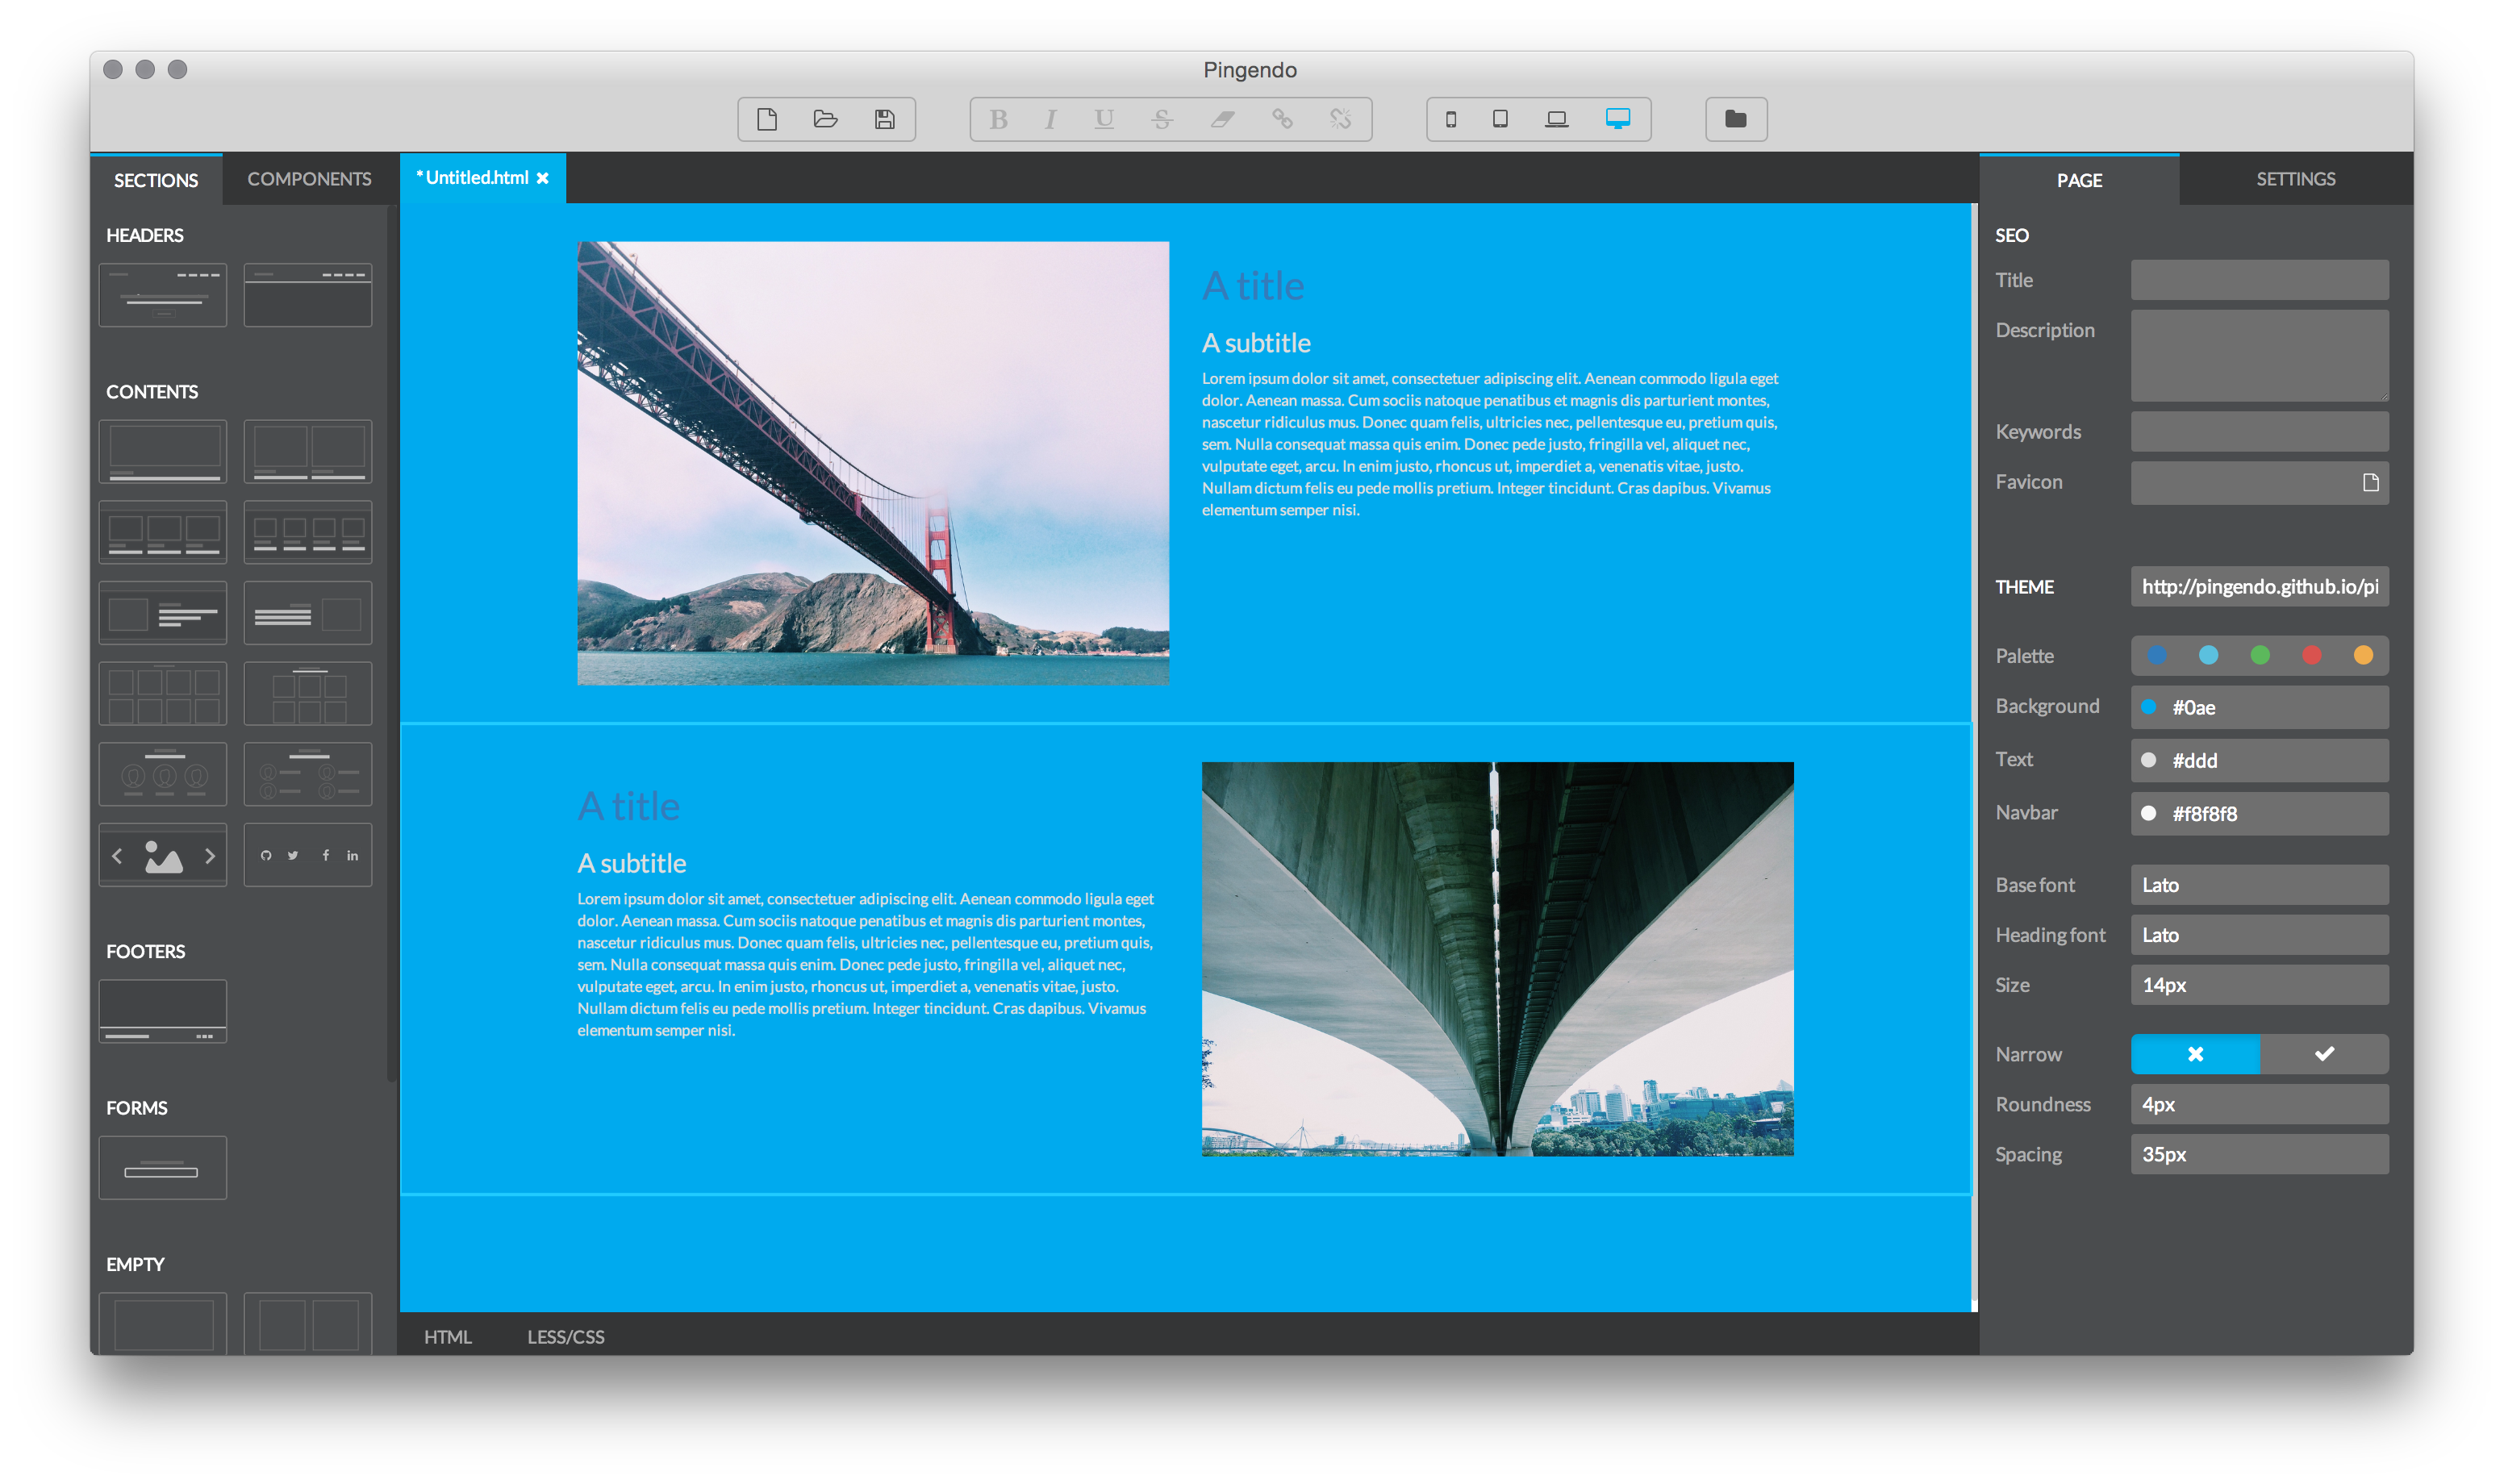 Pingendo
B I U S
SECTIONS
COMPONENTS
*Untitled.html
PAGE
SETTINGS
HEADERS
CONTENTS
in
FOOTERS
FORMS
EMPTY
A title
A subtitle
Lorem ipsum dolor sit amet, consectetuer adipiscing elit. Aenean commodo ligula eget
dolor. Aenean massa. Cum sociis natoque penatibus et magnis dis parturient montes,
nascetur ridiculus mus. Donec quam felis, ultricies nec, pellentesque eu, pretium quis,
sem. Nulla consequat massa quis enim. Donec pede justo, fringilla vel, aliquet nec,
vulputate eget, arcu. In enim justo, rhoncus ut, imperdiet a, venenatis vitae, justo.
Nullam dictum felis eu pede mollis pretium. Integer tincidunt. Cras dapibus. Vivamus
elementum semper nisi.
A title
A subtitle
Lorem ipsum dolor sit amet, consectetuer adipiscing elit. Aenean commodo ligula eget
dolor. Aenean massa. Cum sociis natoque penatibus et magnis dis parturient montes,
nascetur ridiculus mus. Donec quam felis, ultricies nec, pellentesque eu, pretium quis,
sem. Nulla consequat massa quis enim. Donec pede justo, fringilla vel, aliquet nec,
vulputate eget, arcu. In enim justo, rhoncus ut, imperdiet a, venenatis vitae, justo.
Nullam dictum felis eu pede mollis pretium. Integer tincidunt. Cras dapibus. Vivamus
elementum semper nisi.
HTML
LESS/CSS
SEO
Title
Description
Keywords
Favicon
THEME http://pingendo.github.io/pi
Palette
Background #0ae
Text #ddd
Navbar #f8f8f8
Base font Lato
Heading font Lato
Size 14px
Narrow
Roundness 4px
Spacing 35px